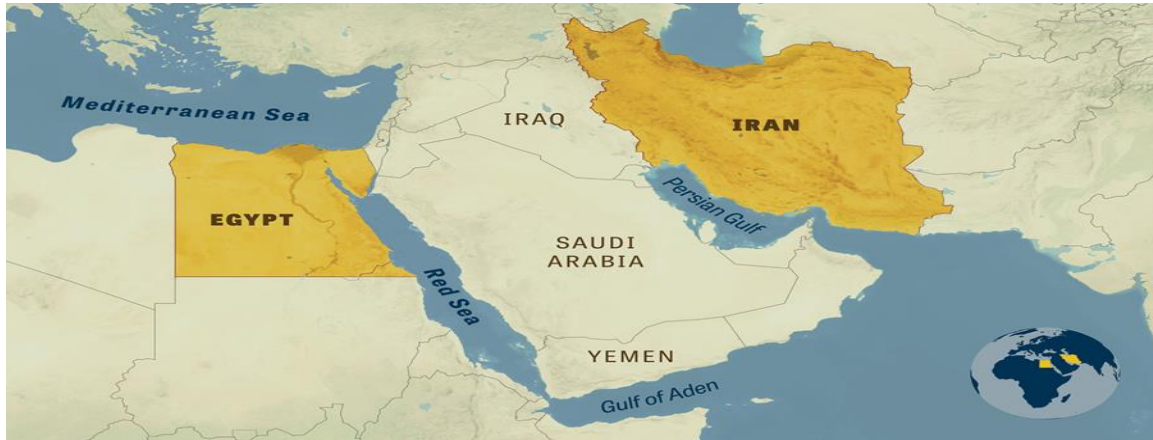 Mediterranean Sea
IRAQ
IRAN
EGYPT
Persian Gulf
SAUDI
ARABIA
Red Sea
YEMEN
Gulf of Aden